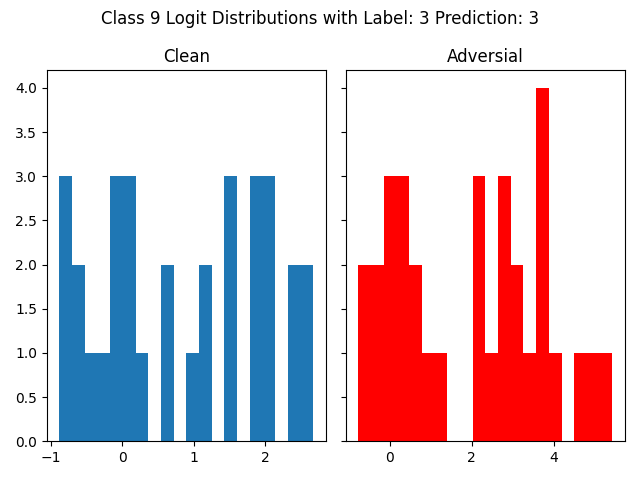 Class 9 Logit Distributions with Label: 3 Prediction: 3
Clean
Adversial
4.0
3.5
3.0
2.5
2.0
1.5
1.0
0.5
0.0
−1 0 1 2
0 2 4